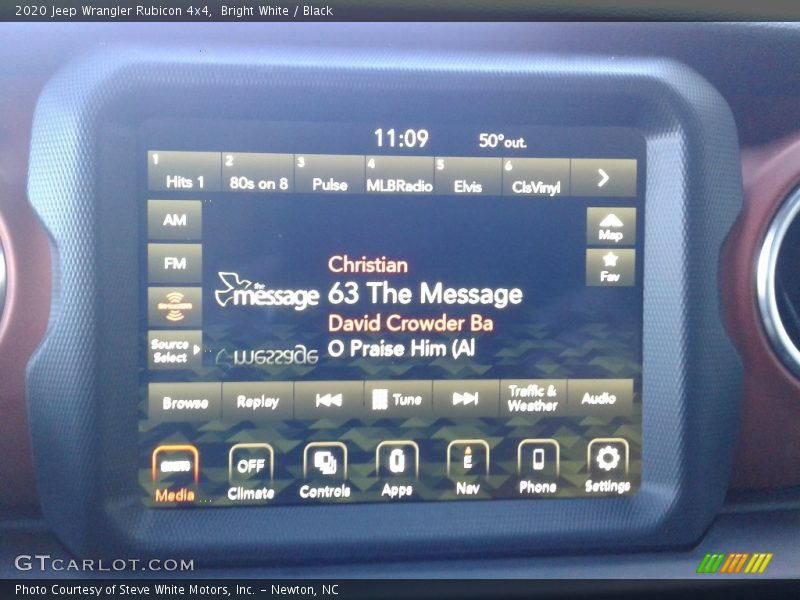 2020 Jeep Wrangler Rubicon 4x4,  Bright White / Black
11:09 50°out.
1 Hits 1 2 80s on 8 3 Pulse 4 MLBRadio 5 Elvis 6 ClsVinyl
AM
Map
FM
Fav
Christian
the message 63 The Message
David Crowder Ba
Source Select
O Praise Him (Al
Browse Replay Tune Traffic & Weather Audio
OFF E
Media Climate Controls Apps Nav Phone Settings
GTCARLOT.COM
Photo Courtesy of Steve White Motors, Inc. – Newton, NC